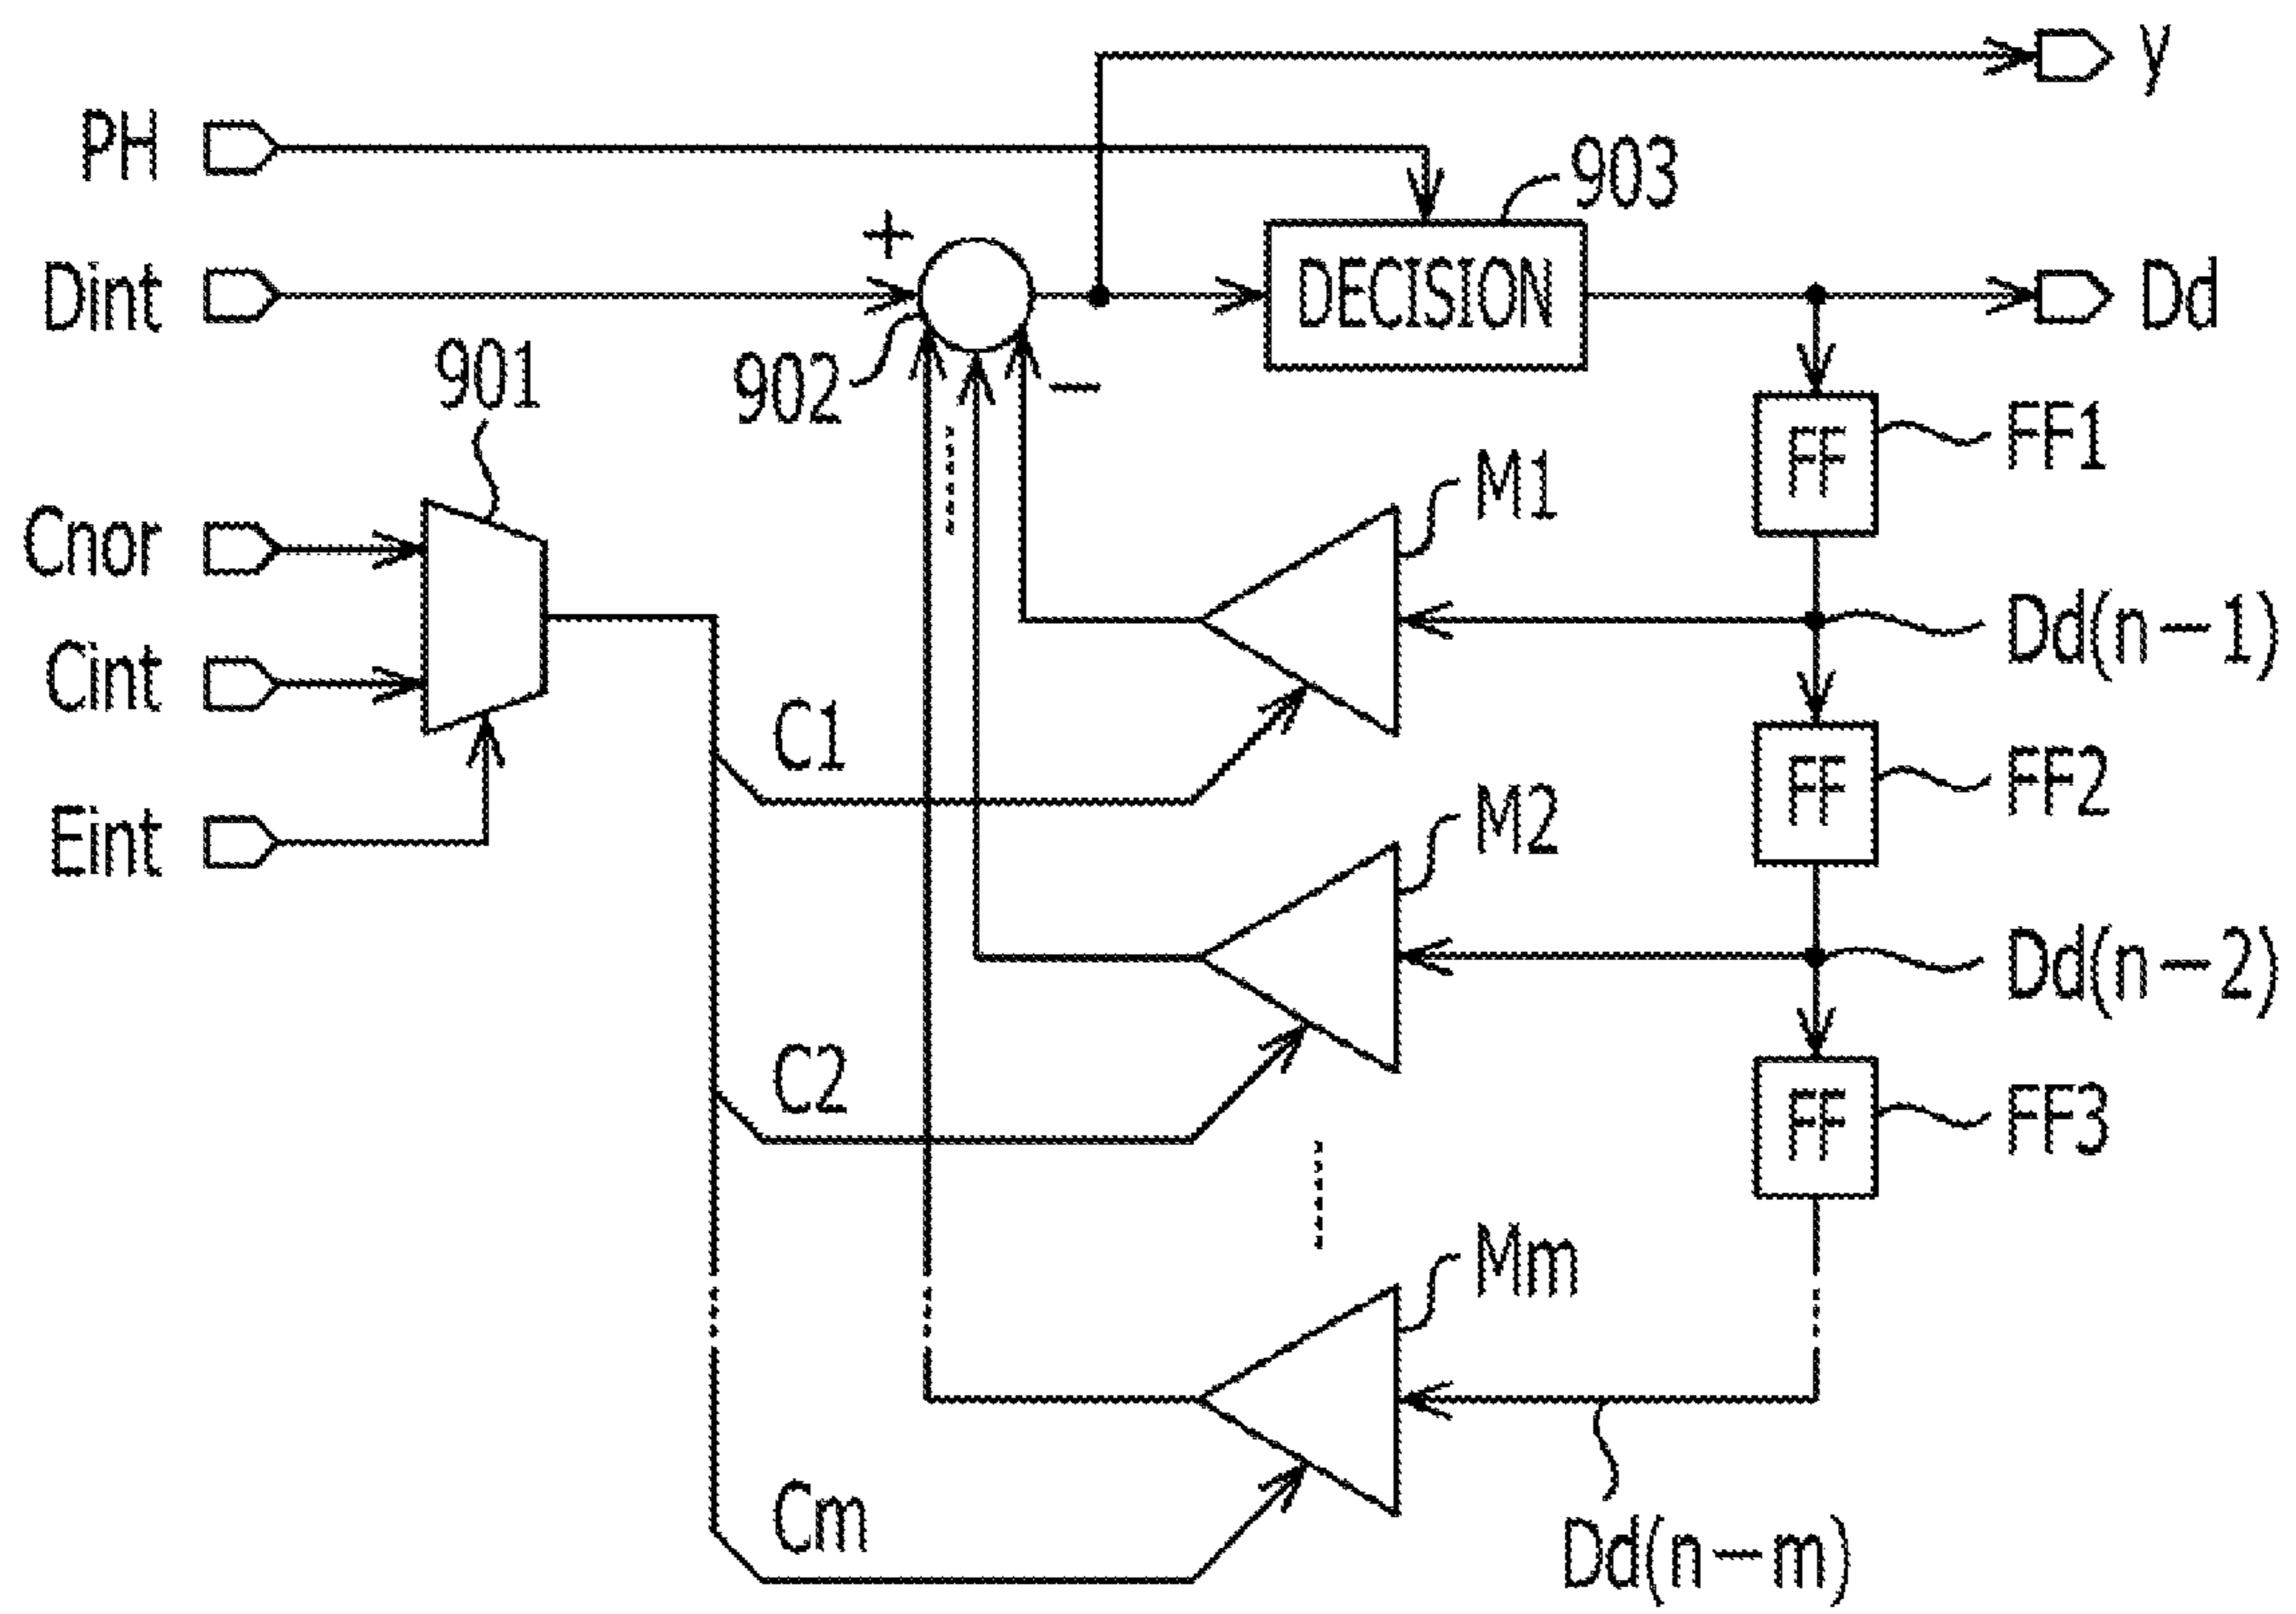 y
PH
903
+
Dint
DECISION
Dd
902
−
901
FF
FF1
M1
Cnor
Dd(n−1)
Cint
C1
FF
FF2
M2
Eint
Dd(n−2)
C2
FF
FF3
Mm
Cm
Dd(n−m)